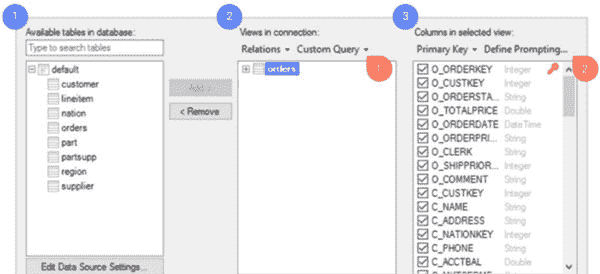 1
Available tables in database:
Type to search tables
default
customer
lineitem
nation
orders
part
partsupp
region
supplier
Edit Data Source Settings...
Add >
< Remove
2
Views in connection:
Relations Custom Query
orders
1
3
Columns in selected view:
Primary Key Define Prompting...
2
O_ORDERKEY Integer
O_CUSTKEY Integer
O_ORDERSTA... String
O_TOTALPRICE Double
O_ORDERDATE DateTime
O_ORDERPRI... String
O_CLERK String
O_SHIPPRIOR... Integer
O_COMMENT String
C_CUSTKEY Integer
C_NAME String
C_ADDRESS String
C_NATIONKEY Integer
C_PHONE String
C_ACCTBAL Double